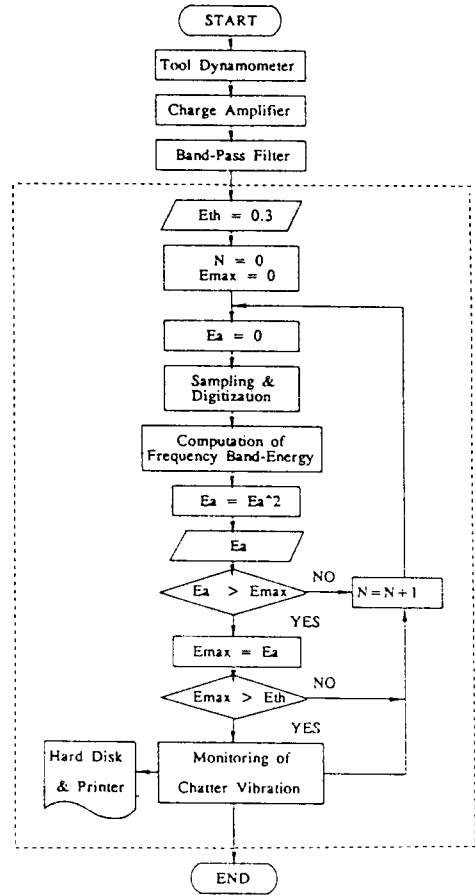 START
Tool Dynamometer
Charge Amplifier
Band-Pass Filter
Eth = 0.3
N = 0
Emax = 0
Ea = 0
Sampling &
Digitization
Computation of
Frequency Band-Energy
Ea = Ea^2
Ea
Ea > Emax
NO
N=N+1
YES
Emax = Ea
Emax > Eth
NO
YES
Hard Disk
& Printer
Monitoring of
Chatter Vibration
END